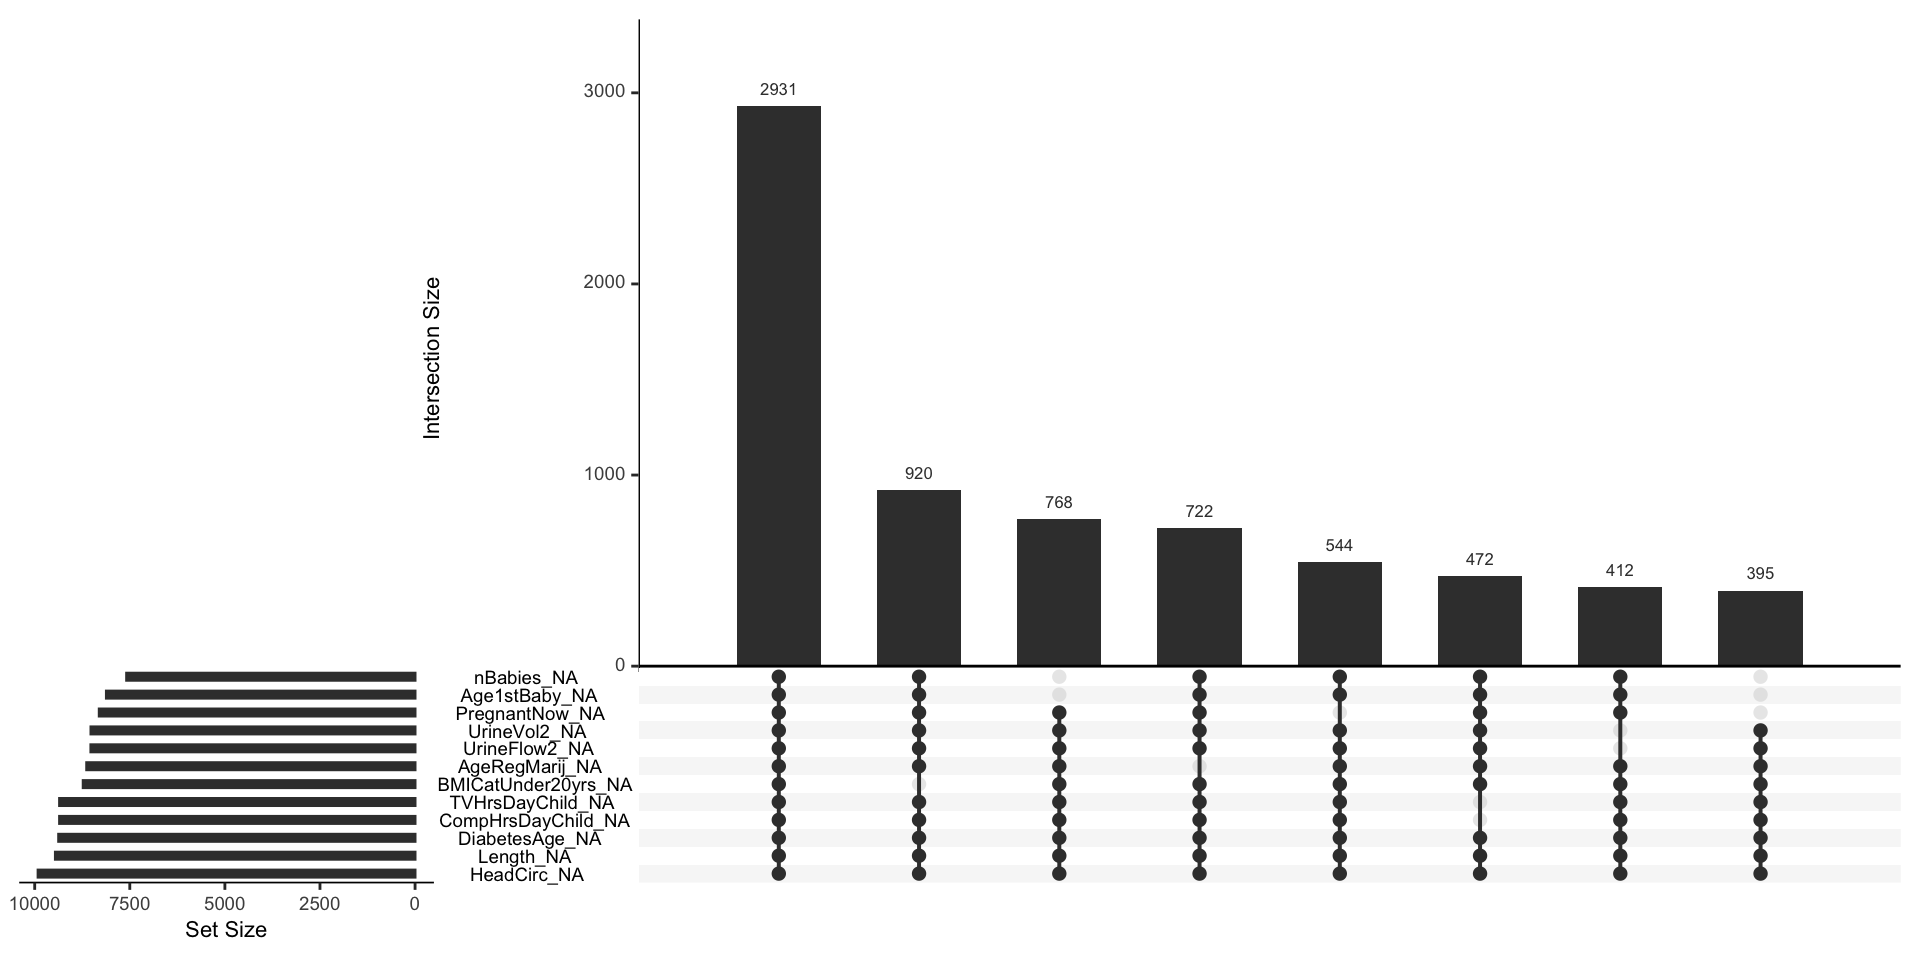 3000
2000
1000
0
Intersection Size
2931
920
768
722
544
472
412
395
nBabies_NA
Age1stBaby_NA
PregnantNow_NA
UrineVol2_NA
UrineFlow2_NA
AgeRegMarij_NA
BMICatUnder20yrs_NA
TVHrsDayChild_NA
CompHrsDayChild_NA
DiabetesAge_NA
Length_NA
HeadCirc_NA
10000 7500 5000 2500 0
Set Size